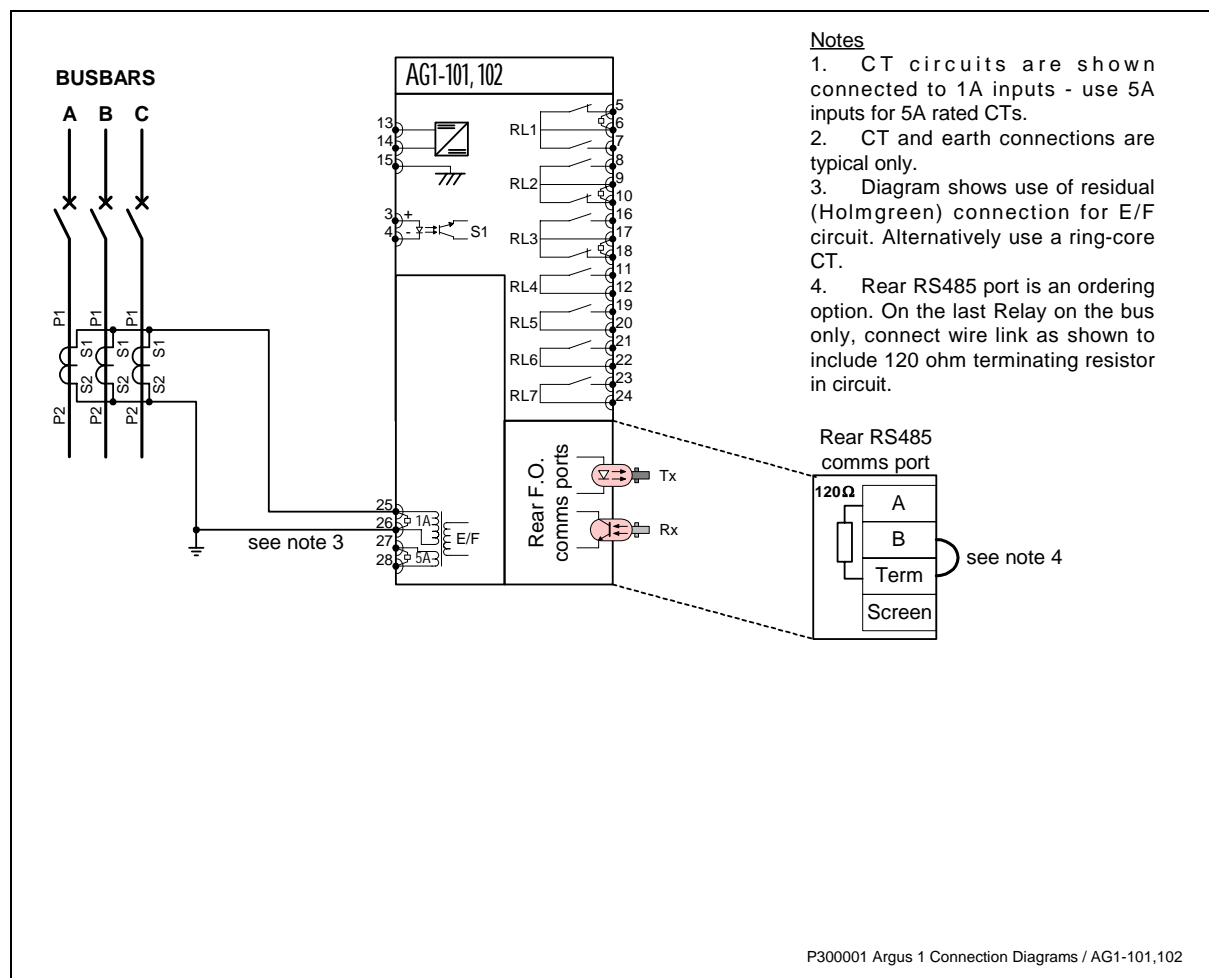 BUSBARS
A B C
P1 P1 P1
S1 S1 S1
S2 S2 S2
P2 P2 P2
see note 3
AG1-101, 102
13
14
15
3 +
4 -
S1
25
26
27
28
1A
5A
E/F
RL1
5
6
7
RL2
8
9
10
RL3
16
17
18
RL4
11
12
RL5
19
20
RL6
21
22
RL7
23
24
Rear F.O.
comms ports
Tx
Rx
Notes
1. CT circuits are shown
connected to 1A inputs - use 5A
inputs for 5A rated CTs.
2. CT and earth connections are
typical only.
3. Diagram shows use of residual
(Holmgreen) connection for E/F
circuit. Alternatively use a ring-core
CT.
4. Rear RS485 port is an ordering
option. On the last Relay on the bus
only, connect wire link as shown to
include 120 ohm terminating resistor
in circuit.
Rear RS485
comms port
120Ω
A
B
Term
Screen
see note 4
P300001 Argus 1 Connection Diagrams / AG1-101,102